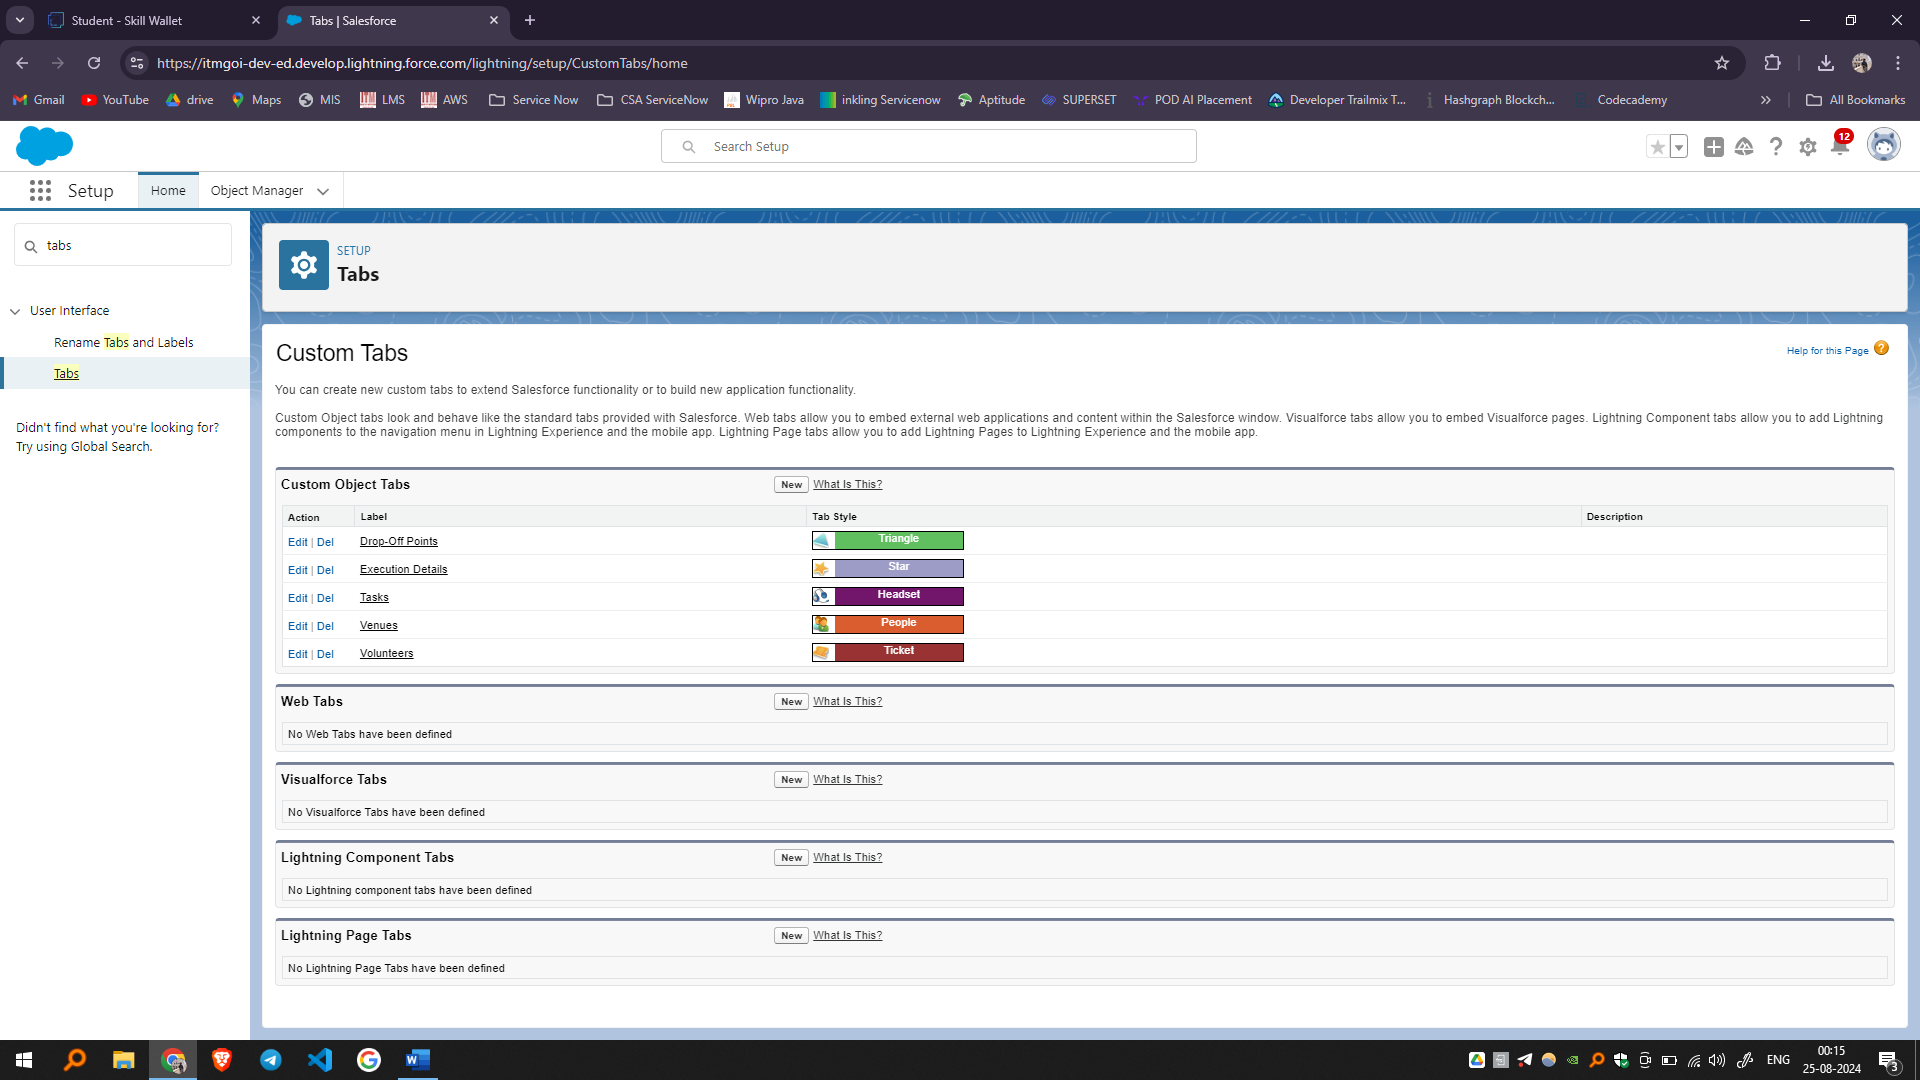 Student - Skill Wallet
Tabs | Salesforce
https://itmgoi-dev-ed.develop.lightning.force.com/lightning/setup/CustomTabs/home
Gmail YouTube drive Maps MIS LMS AWS Service Now CSA ServiceNow Wipro Java inkling Servicenow Aptitude SUPERSET POD AI Placement Developer Trailmix T... Hashgraph Blockch... Codecademy All Bookmarks
Search Setup
12
Setup Home Object Manager
tabs
User Interface
Rename Tabs and Labels
Tabs
Didn't find what you're looking for?
Try using Global Search.
SETUP
Tabs
Custom Tabs
Help for this Page
You can create new custom tabs to extend Salesforce functionality or to build new application functionality.
Custom Object tabs look and behave like the standard tabs provided with Salesforce. Web tabs allow you to embed external web applications and content within the Salesforce window. Visualforce tabs allow you to embed Visualforce pages. Lightning Component tabs allow you to add Lightning
components to the navigation menu in Lightning Experience and the mobile app. Lightning Page tabs allow you to add Lightning Pages to Lightning Experience and the mobile app.
Custom Object Tabs New What Is This?
Action Label Tab Style Description
Edit | Del Drop-Off Points Triangle
Edit | Del Execution Details Star
Edit | Del Tasks Headset
Edit | Del Venues People
Edit | Del Volunteers Ticket
Web Tabs New What Is This?
No Web Tabs have been defined
Visualforce Tabs New What Is This?
No Visualforce Tabs have been defined
Lightning Component Tabs New What Is This?
No Lightning component tabs have been defined
Lightning Page Tabs New What Is This?
No Lightning Page Tabs have been defined
ENG
00:15
25-08-2024
3